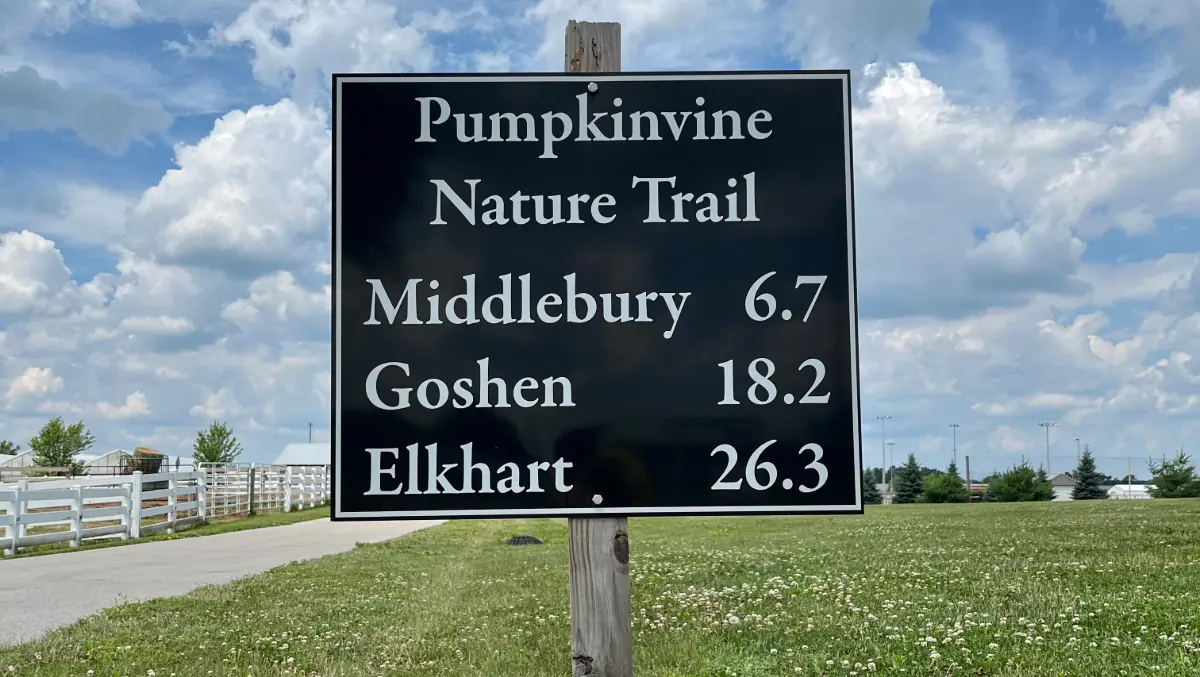 Pumpkinvine
Nature Trail
Middlebury 6.7
Goshen 18.2
Elkhart 26.3